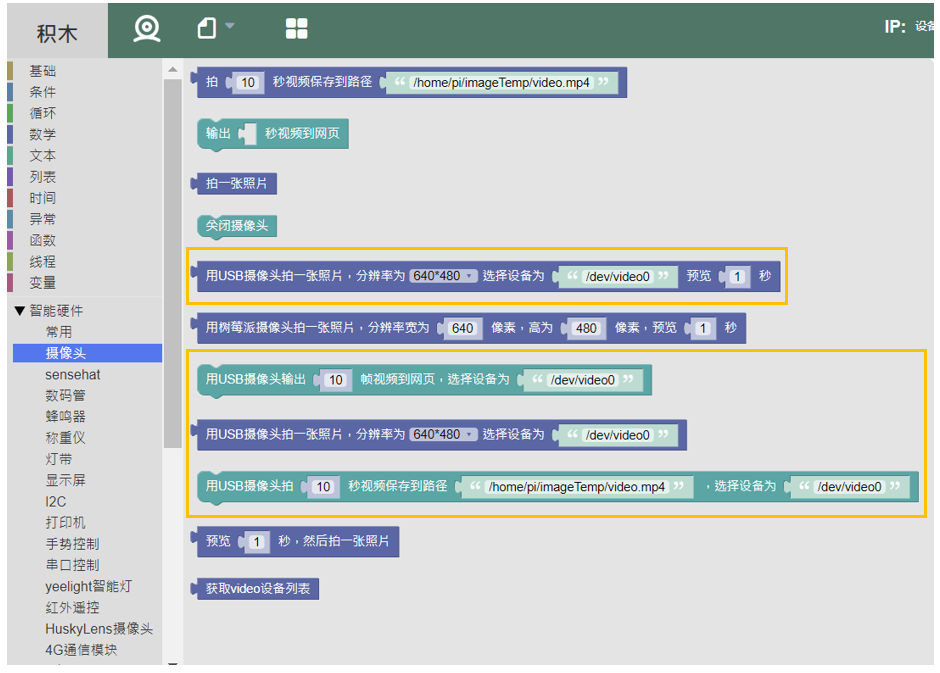 积木
IP: 设备
基础
条件
循环
数学
文本
列表
时间
异常
函数
线程
变量
▼ 智能硬件
常用
摄像头
sensehat
数码管
蜂鸣器
称重仪
灯带
显示屏
I2C
打印机
手势控制
串口控制
yeelight智能灯
红外遥控
HuskyLens摄像头
4G通信模块
拍 10 秒视频保存到路径 “ /home/pi/imageTemp/video.mp4 ”
输出 秒视频到网页
拍一张照片
关闭摄像头
用USB摄像头拍一张照片，分辨率为 640*480 选择设备为 “ /dev/video0 ” 预览 1 秒
用树莓派摄像头拍一张照片，分辨率宽为 640 像素，高为 480 像素，预览 1 秒
用USB摄像头输出 10 帧视频到网页，选择设备为 “ /dev/video0 ”
用USB摄像头拍一张照片，分辨率为 640*480 选择设备为 “ /dev/video0 ”
用USB摄像头拍 10 秒视频保存到路径 “ /home/pi/imageTemp/video.mp4 ” ，选择设备为 “ /dev/video0 ”
预览 1 秒，然后拍一张照片
获取video设备列表